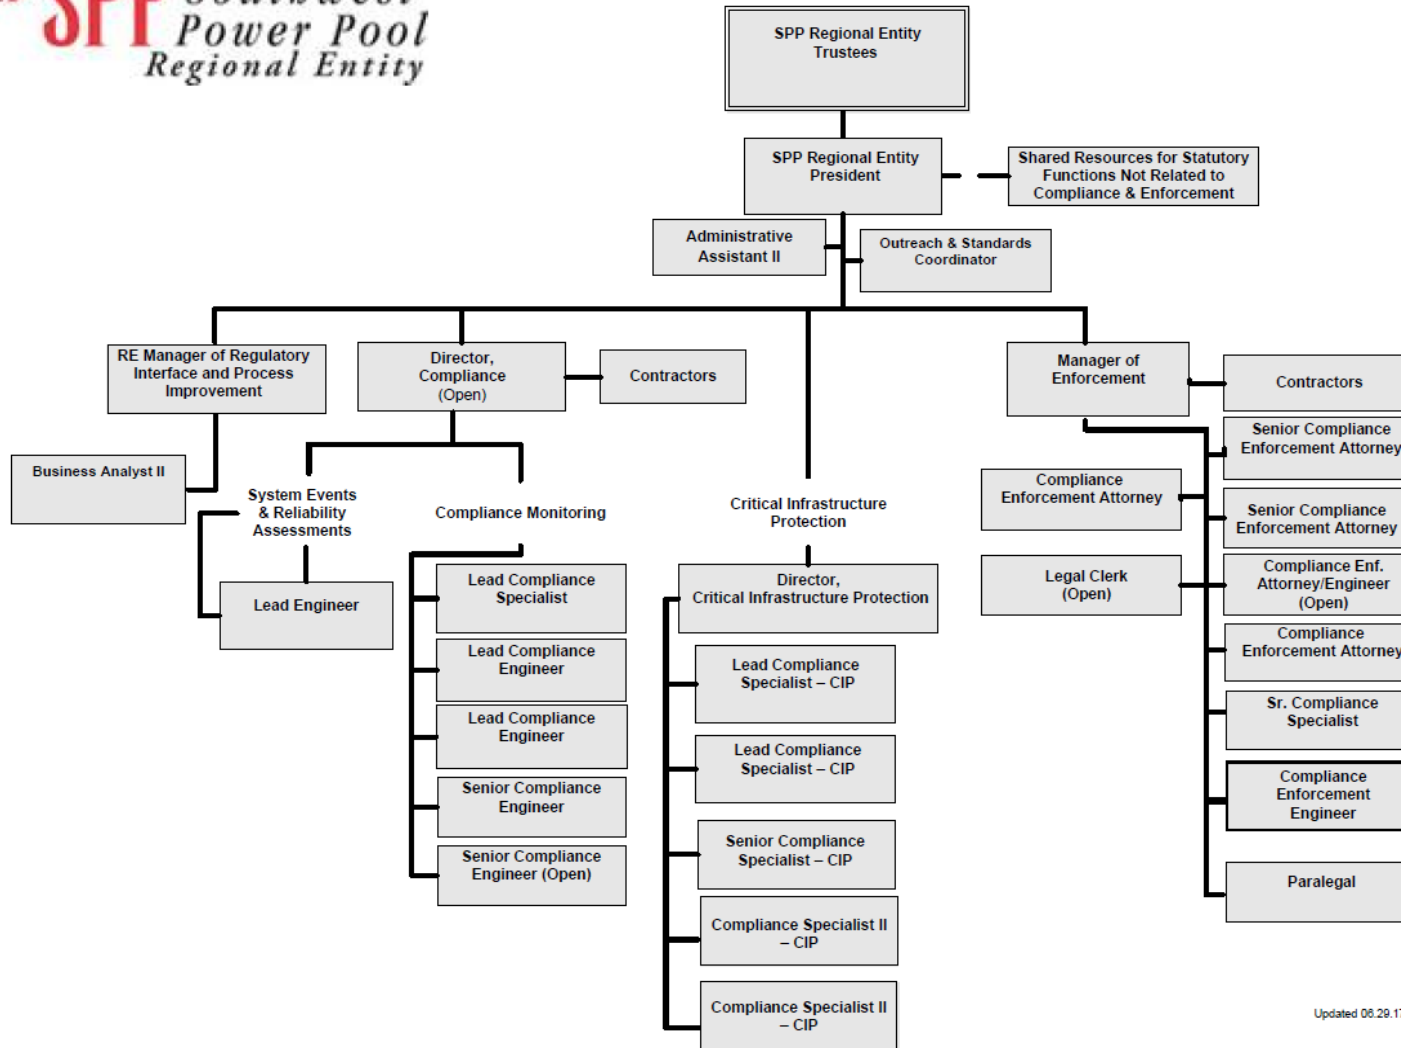 SPP Southwest
Power Pool
Regional Entity
SPP Regional Entity
Trustees
SPP Regional Entity
President
Shared Resources for Statutory
Functions Not Related to
Compliance & Enforcement
Administrative
Assistant II
Outreach & Standards
Coordinator
RE Manager of Regulatory
Interface and Process
Improvement
Director,
Compliance
(Open)
Contractors
Manager of
Enforcement
Contractors
Business Analyst II
System Events
& Reliability
Assessments
Lead Engineer
Compliance Monitoring
Lead Compliance
Specialist
Lead Compliance
Engineer
Lead Compliance
Engineer
Senior Compliance
Engineer
Senior Compliance
Engineer (Open)
Critical Infrastructure
Protection
Director,
Critical Infrastructure Protection
Lead Compliance
Specialist – CIP
Lead Compliance
Specialist – CIP
Senior Compliance
Specialist – CIP
Compliance Specialist II
– CIP
Compliance Specialist II
– CIP
Compliance
Enforcement Attorney
Legal Clerk
(Open)
Senior Compliance
Enforcement Attorney
Senior Compliance
Enforcement Attorney
Compliance Enf.
Attorney/Engineer
(Open)
Compliance
Enforcement Attorney
Sr. Compliance
Specialist
Compliance
Enforcement
Engineer
Paralegal
Updated 06.29.17